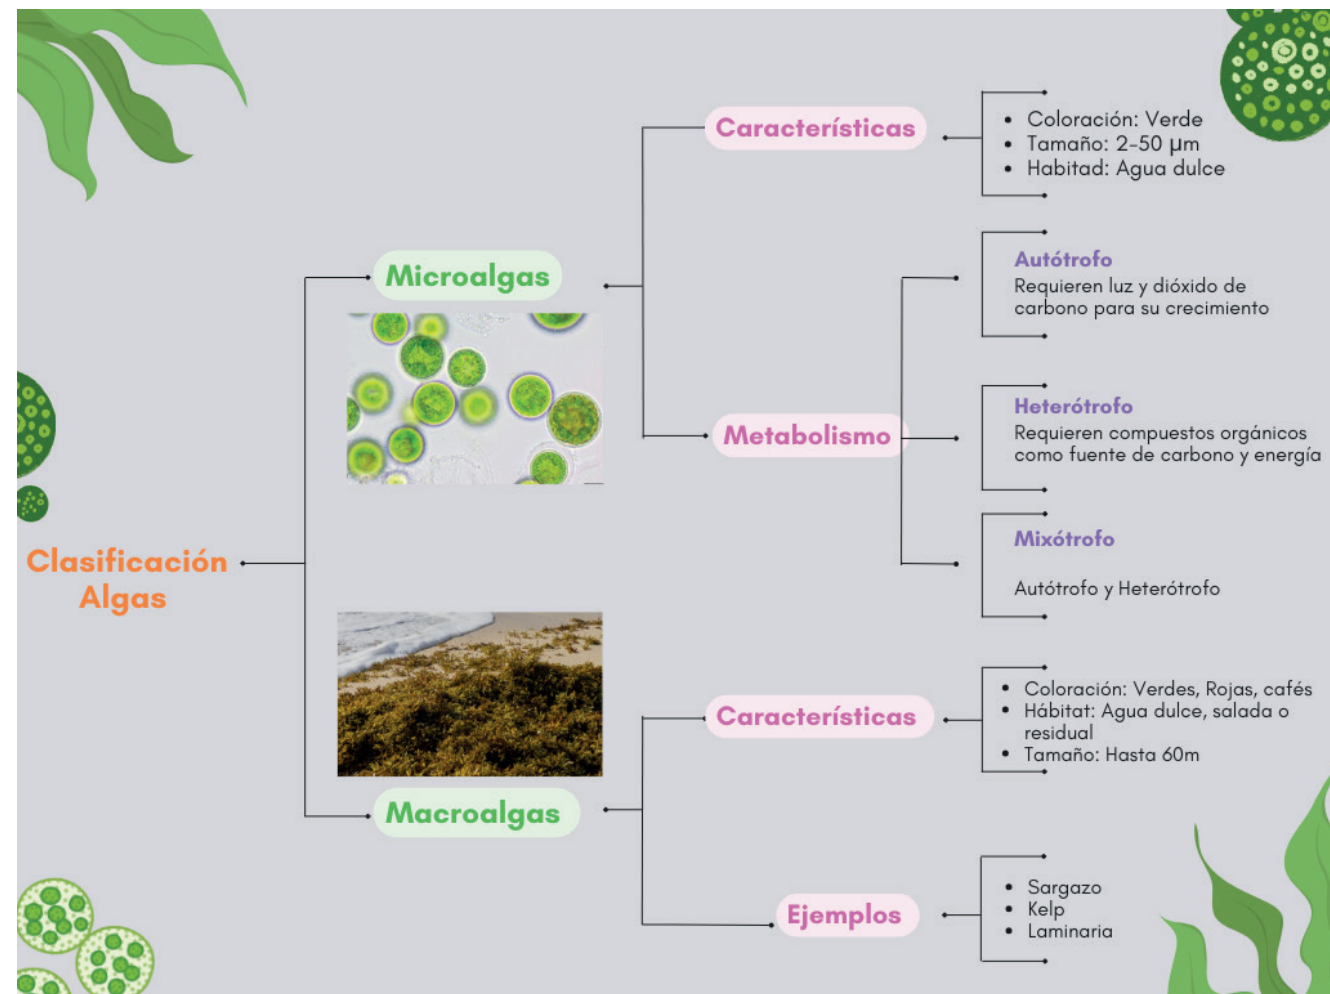 Clasificación
Algas
Microalgas
Características
• Coloración: Verde
• Tamaño: 2-50 μm
• Habitad: Agua dulce
Metabolismo
Autótrofo
Requieren luz y dióxido de
carbono para su crecimiento
Heterótrofo
Requieren compuestos orgánicos
como fuente de carbono y energía
Mixótrofo
Autótrofo y Heterótrofo
Macroalgas
Características
• Coloración: Verdes, Rojas, cafés
• Hábitat: Agua dulce, salada o
residual
• Tamaño: Hasta 60m
Ejemplos
• Sargazo
• Kelp
• Laminaria